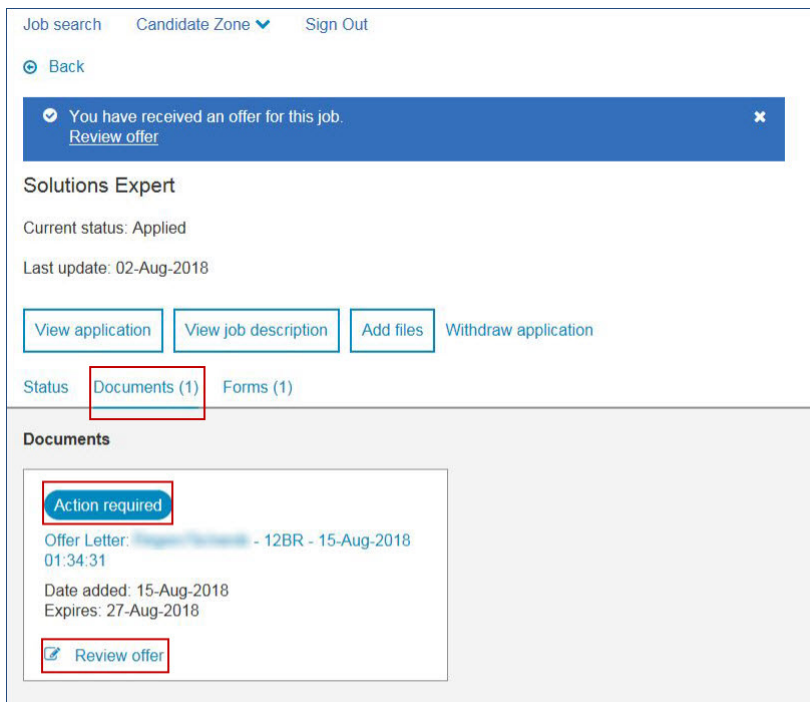 Job search Candidate Zone Sign Out
Back
You have received an offer for this job.
Review offer
Solutions Expert
Current status: Applied
Last update: 02-Aug-2018
View application View job description Add files Withdraw application
Status Documents (1) Forms (1)
Documents
Action required
Offer Letter: - 12BR - 15-Aug-2018
01:34:31
Date added: 15-Aug-2018
Expires: 27-Aug-2018
Review offer